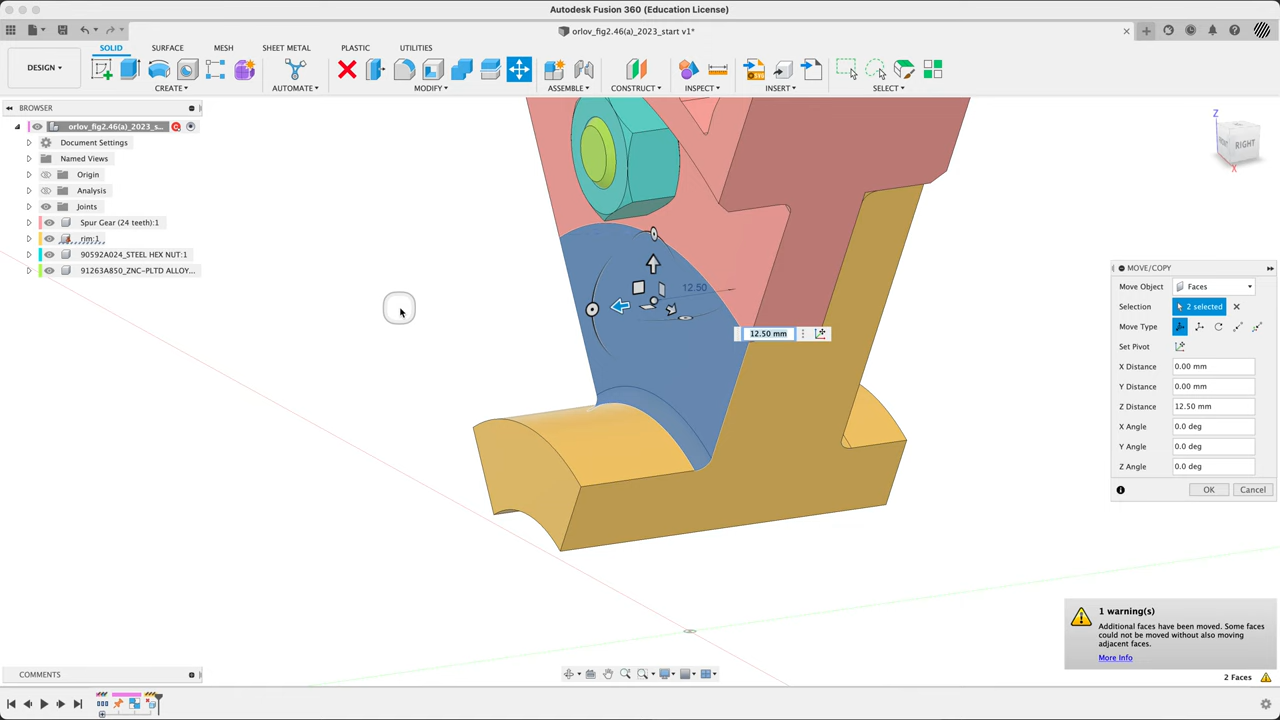 Autodesk Fusion 360 (Education License)
orlov_fig2.46(a)_2023_start v1*
DESIGN
SOLID
SURFACE
MESH
SHEET METAL
PLASTIC
UTILITIES
CREATE
AUTOMATE
MODIFY
ASSEMBLE
CONSTRUCT
INSPECT
INSERT
SELECT
BROWSER
orlov_fig2.46(a)_2023_s...
Document Settings
Named Views
Origin
Analysis
Joints
Spur Gear (24 teeth):1
rim:1
90592A024_STEEL HEX NUT:1
91263A850_ZNC-PLTD ALLOY...
Z
RIGHT
X
12.50
12.50 mm
MOVE/COPY
Move Object Faces
Selection 2 selected
Move Type
Set Pivot
X Distance 0.00 mm
Y Distance 0.00 mm
Z Distance 12.50 mm
X Angle 0.0 deg
Y Angle 0.0 deg
Z Angle 0.0 deg
OK Cancel
1 warning(s)
Additional faces have been moved. Some faces
could not be moved without also moving
adjacent faces.
More Info
COMMENTS
2 Faces